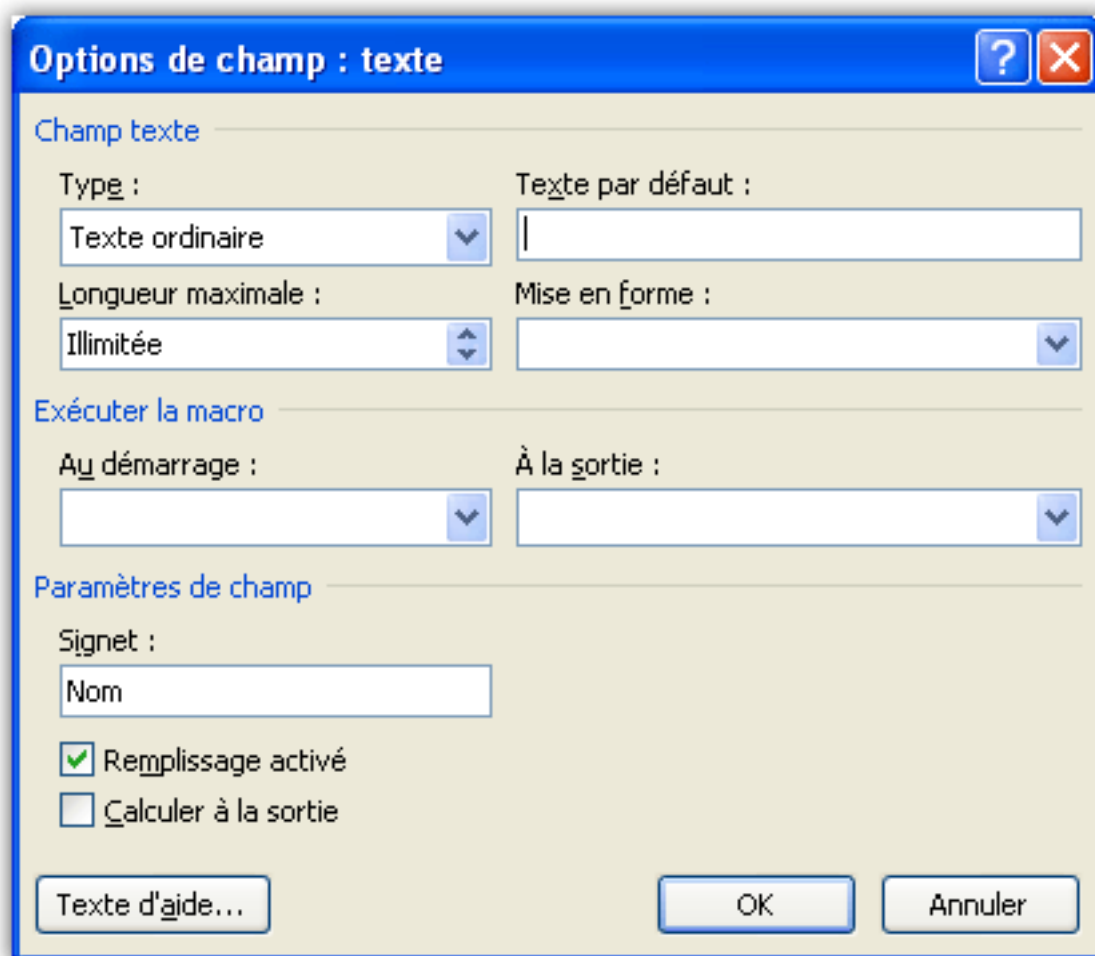 Options de champ : texte
Champ texte
Type :
Texte par défaut :
Texte ordinaire
Longueur maximale :
Mise en forme :
Illimitée
Exécuter la macro
Au démarrage :
À la sortie :
Paramètres de champ
Signet :
Nom
Remplissage activé
Calculer à la sortie
Texte d'aide...
OK
Annuler